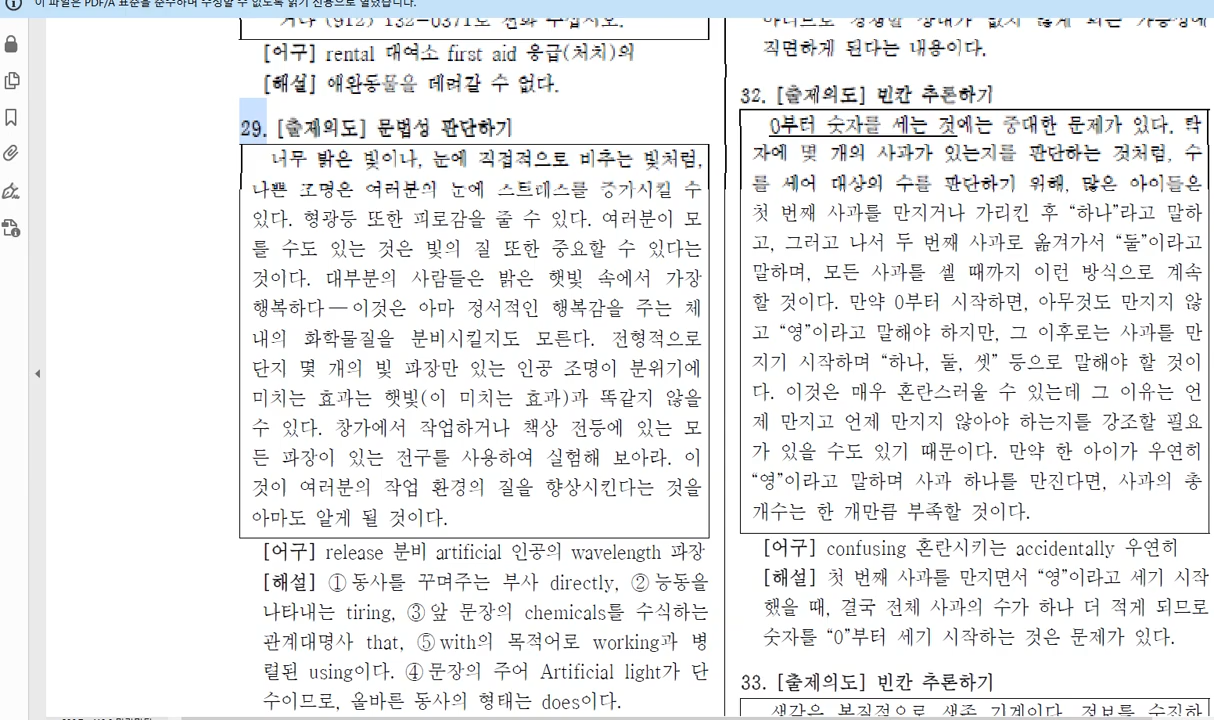 이 파일은 PDF/A 표준을 준수하며 수정할 수 없도록 읽기 전용으로 열렸습니다.
거나 (912) 132-0371로 전화 주십시오.
[어구] rental 대여소 first aid 응급(처치)의
[해설] 애완동물을 데려갈 수 없다.
29. [출제의도] 문법성 판단하기
너무 밝은 빛이나, 눈에 직접적으로 비추는 빛처럼,
나쁜 조명은 여러분의 눈에 스트레스를 증가시킬 수
있다. 형광등 또한 피로감을 줄 수 있다. 여러분이 모
를 수도 있는 것은 빛의 질 또한 중요할 수 있다는
것이다. 대부분의 사람들은 밝은 햇빛 속에서 가장
행복하다 — 이것은 아마 정서적인 행복감을 주는 체
내의 화학물질을 분비시킬지도 모른다. 전형적으로
단지 몇 개의 빛 파장만 있는 인공 조명이 분위기에
미치는 효과는 햇빛(이 미치는 효과)과 똑같지 않을
수 있다. 창가에서 작업하거나 책상 전등에 있는 모
든 파장이 있는 전구를 사용하여 실험해 보아라. 이
것이 여러분의 작업 환경의 질을 향상시킨다는 것을
아마도 알게 될 것이다.
[어구] release 분비 artificial 인공의 wavelength 파장
[해설] ① 동사를 꾸며주는 부사 directly, ② 능동을
나타내는 tiring, ③ 앞 문장의 chemicals를 수식하는
관계대명사 that, ⑤ with의 목적어로 working과 병
렬된 using이다. ④ 문장의 주어 Artificial light가 단
수이므로, 올바른 동사의 형태는 does이다.
직면하게 된다는 내용이다.
32. [출제의도] 빈칸 추론하기
0부터 숫자를 세는 것에는 중대한 문제가 있다. 탁
자에 몇 개의 사과가 있는지를 판단하는 것처럼, 수
를 세어 대상의 수를 판단하기 위해, 많은 아이들은
첫 번째 사과를 만지거나 가리킨 후 “하나”라고 말하
고, 그러고 나서 두 번째 사과로 옮겨가서 “둘”이라고
말하며, 모든 사과를 셀 때까지 이런 방식으로 계속
할 것이다. 만약 0부터 시작하면, 아무것도 만지지 않
고 “영”이라고 말해야 하지만, 그 이후로는 사과를 만
지기 시작하며 “하나, 둘, 셋” 등으로 말해야 할 것이
다. 이것은 매우 혼란스러울 수 있는데 그 이유는 언
제 만지고 언제 만지지 않아야 하는지를 강조할 필요
가 있을 수도 있기 때문이다. 만약 한 아이가 우연히
“영”이라고 말하며 사과 하나를 만진다면, 사과의 총
개수는 한 개만큼 부족할 것이다.
[어구] confusing 혼란시키는 accidentally 우연히
[해설] 첫 번째 사과를 만지면서 “영”이라고 세기 시작
했을 때, 결국 전체 사과의 수가 하나 더 적게 되므로
숫자를 “0”부터 세기 시작하는 것은 문제가 있다.
33. [출제의도] 빈칸 추론하기
생각은 본질적으로 생존 기계이다. 정보를 수집하